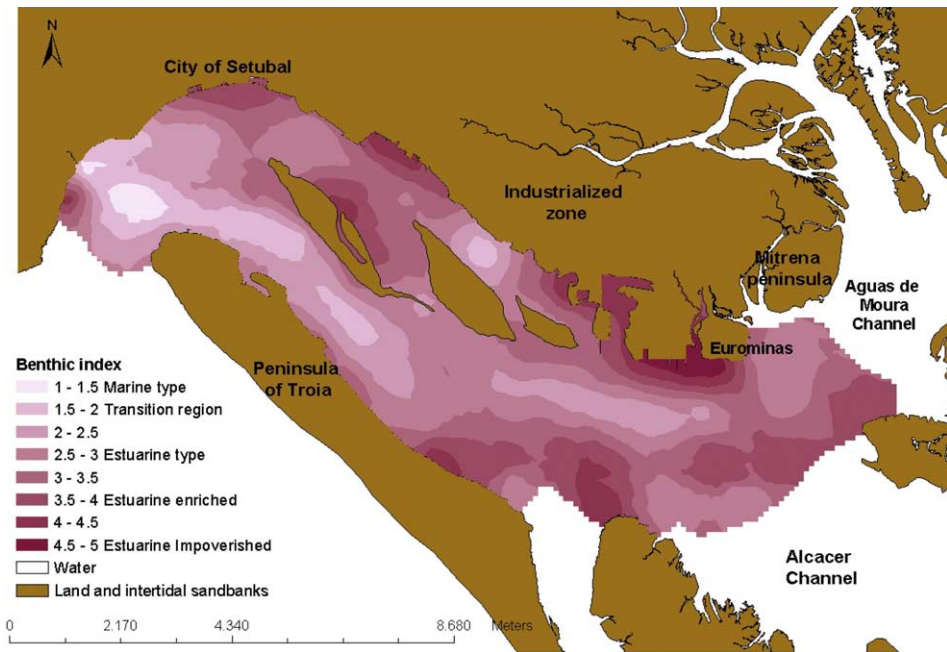 N
City of Setubal
Industrialized
zone
Mitrena
peninsula
Aguas de
Moura
Channel
Eurominas
Peninsula
of Troia
Benthic index
1 - 1.5 Marine type
1.5 - 2 Transition region
2 - 2.5
2.5 - 3 Estuarine type
3 - 3.5
3.5 - 4 Estuarine enriched
4 - 4.5
4.5 - 5 Estuarine Impoverished
Water
Land and intertidal sandbanks
Alcacer
Channel
0 2.170 4.340 8.680 Meters